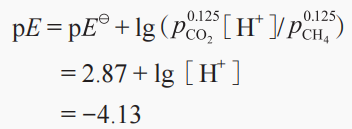 pE = pE⊖ + lg (p_{CO₂}^{0.125} [ H⁺ ]/p_{CH₄}^{0.125})
= 2.87 + lg [ H⁺ ]
= −4.13